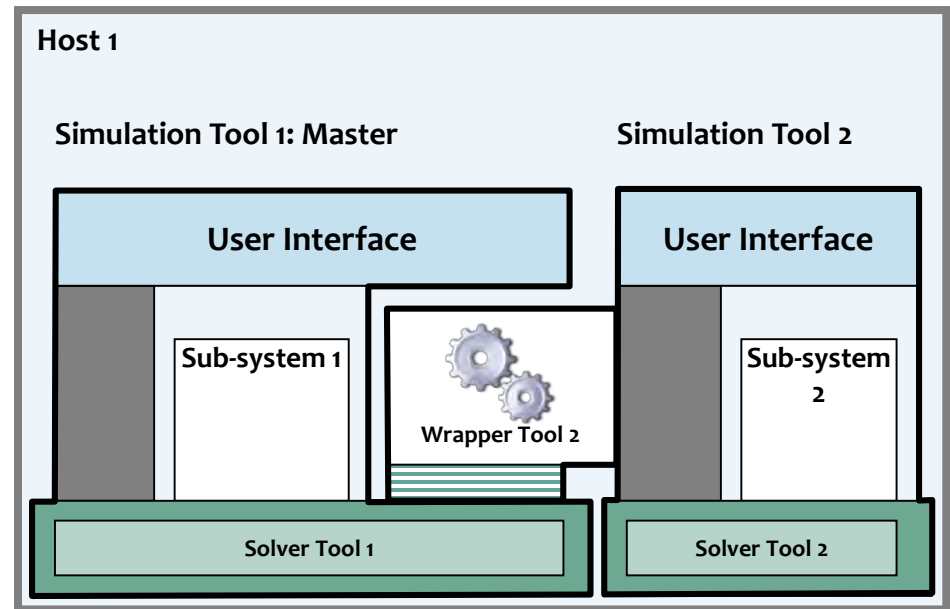 Host 1
Simulation Tool 1: Master
Simulation Tool 2
User Interface
User Interface
Sub-system 1
Wrapper Tool 2
Sub-system
2
Solver Tool 1
Solver Tool 2